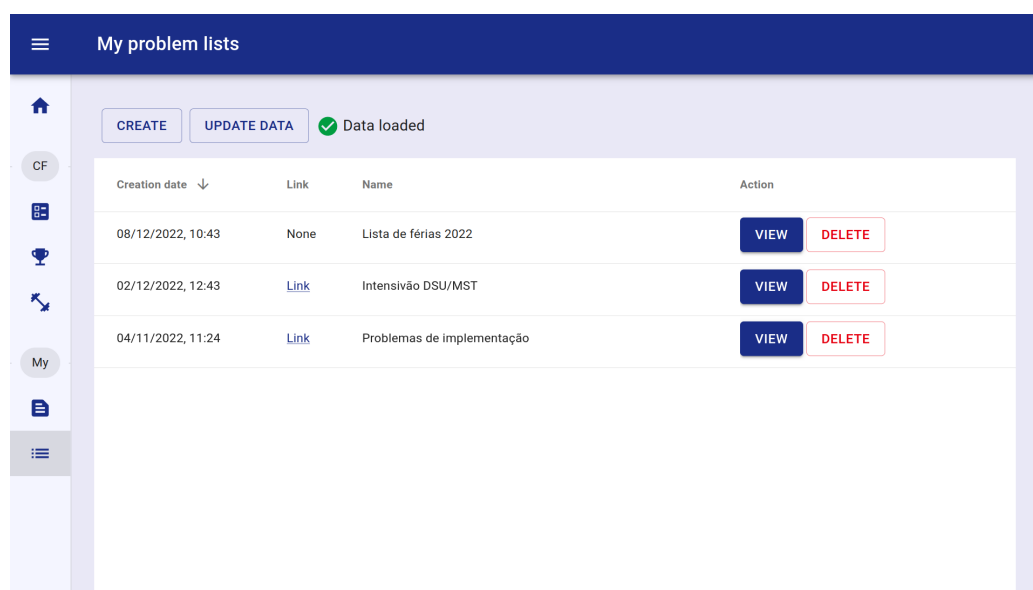 My problem lists
CREATE UPDATE DATA Data loaded
CF
Creation date Link Name Action
08/12/2022, 10:43 None Lista de férias 2022 VIEW DELETE
02/12/2022, 12:43 Link Intensivão DSU/MST VIEW DELETE
04/11/2022, 11:24 Link Problemas de implementação VIEW DELETE
My